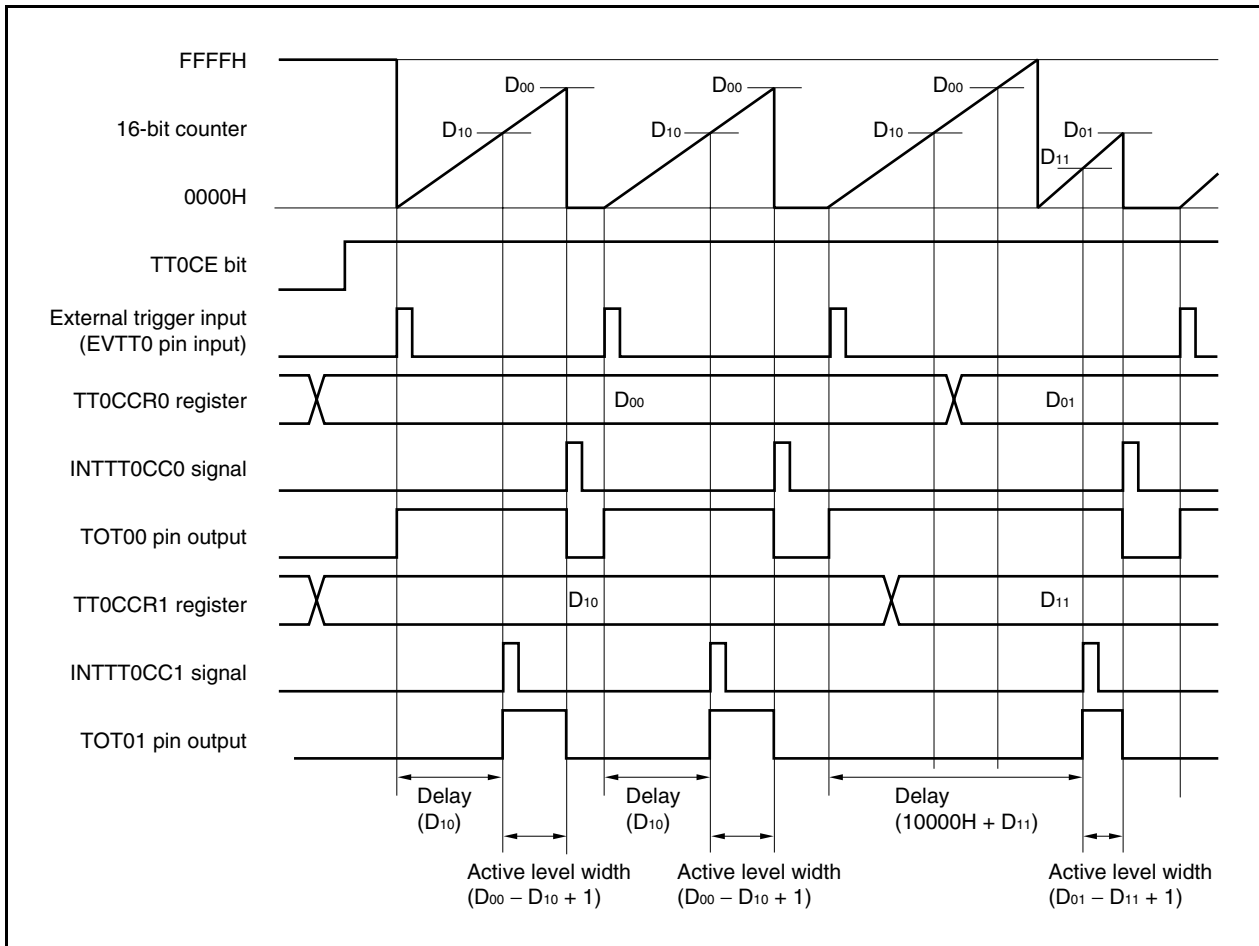 FFFFH
16-bit counter
0000H
D00
D10
D00
D10
D00
D10
D01
D11
TT0CE bit
External trigger input
(EVTT0 pin input)
TT0CCR0 register
D00
D01
INTTT0CC0 signal
TOT00 pin output
TT0CCR1 register
D10
D11
INTTT0CC1 signal
TOT01 pin output
Delay
(D10)
Delay
(D10)
Delay
(10000H + D11)
Active level width
(D00 − D10 + 1)
Active level width
(D00 − D10 + 1)
Active level width
(D01 − D11 + 1)